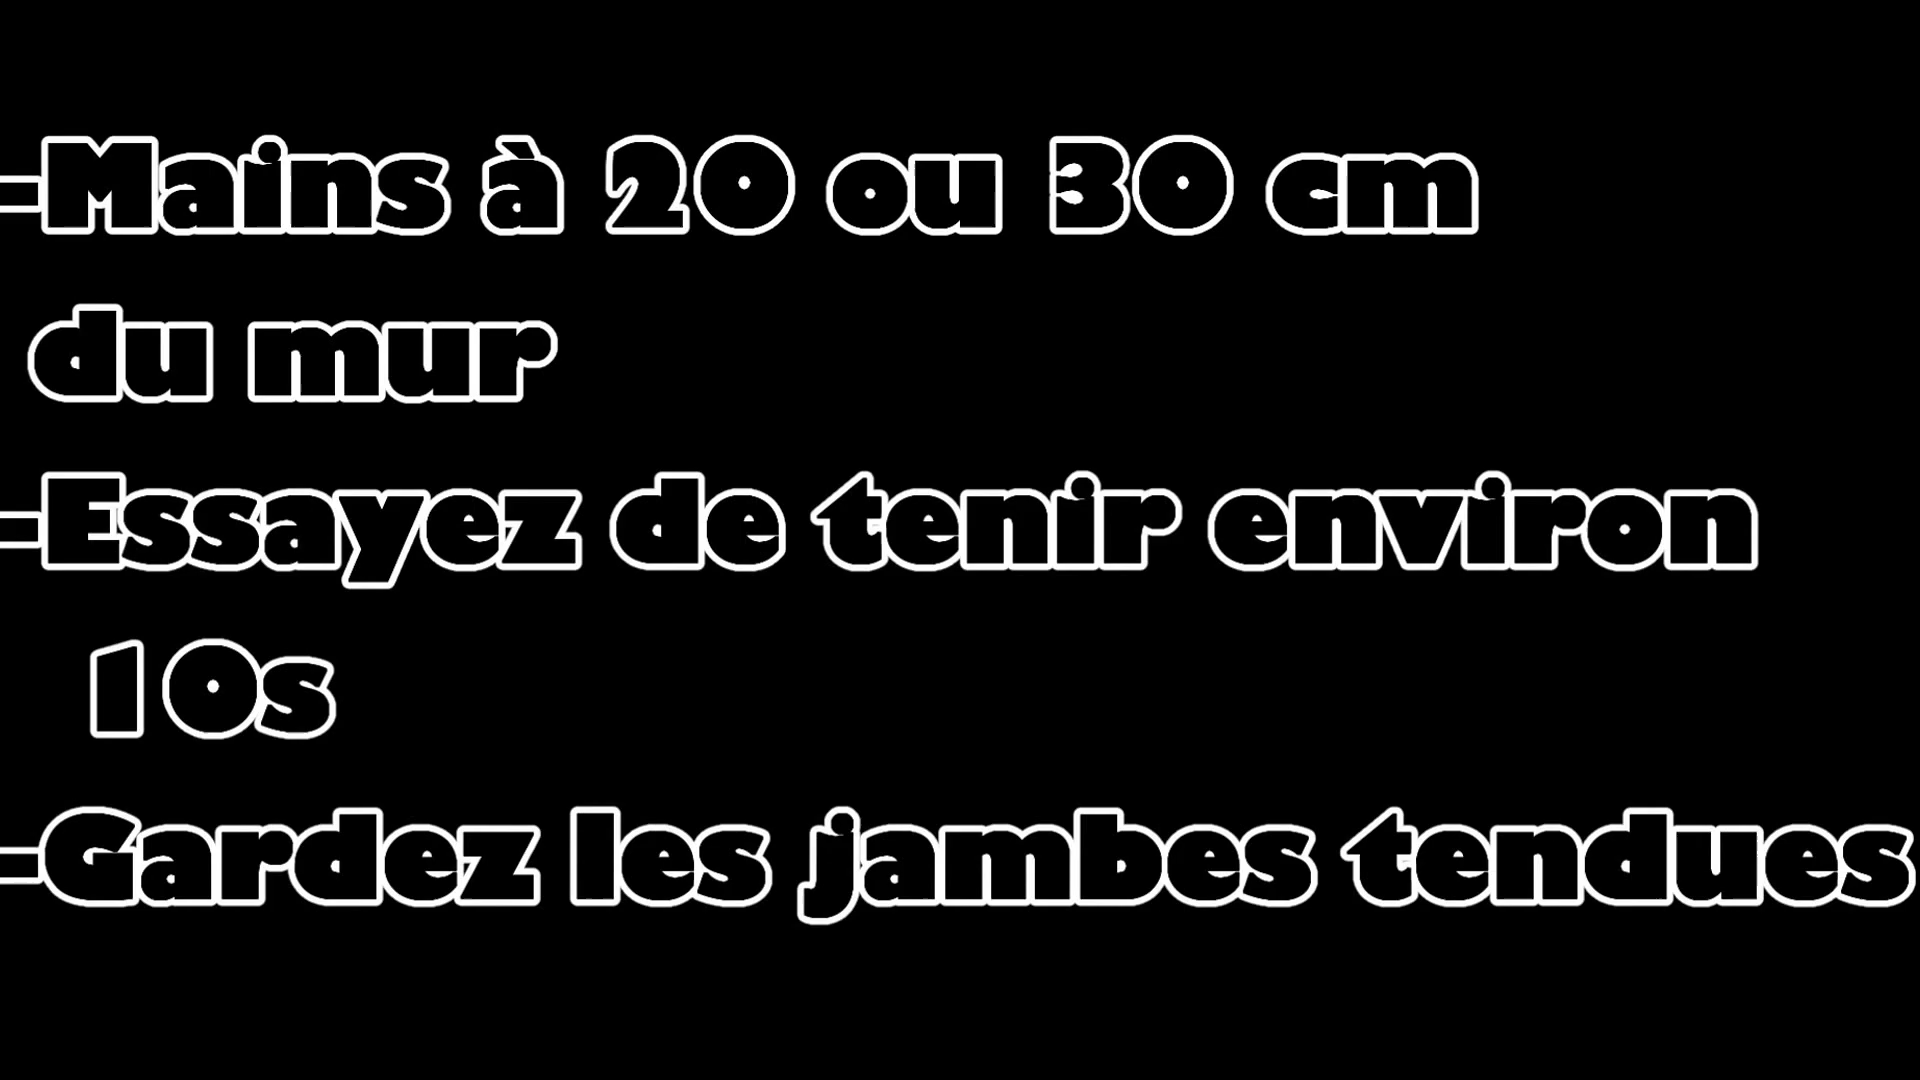 -Mains à 20 ou 30 cm
du mur
-Essayez de tenir environ
10s
-Gardez les jambes tendues